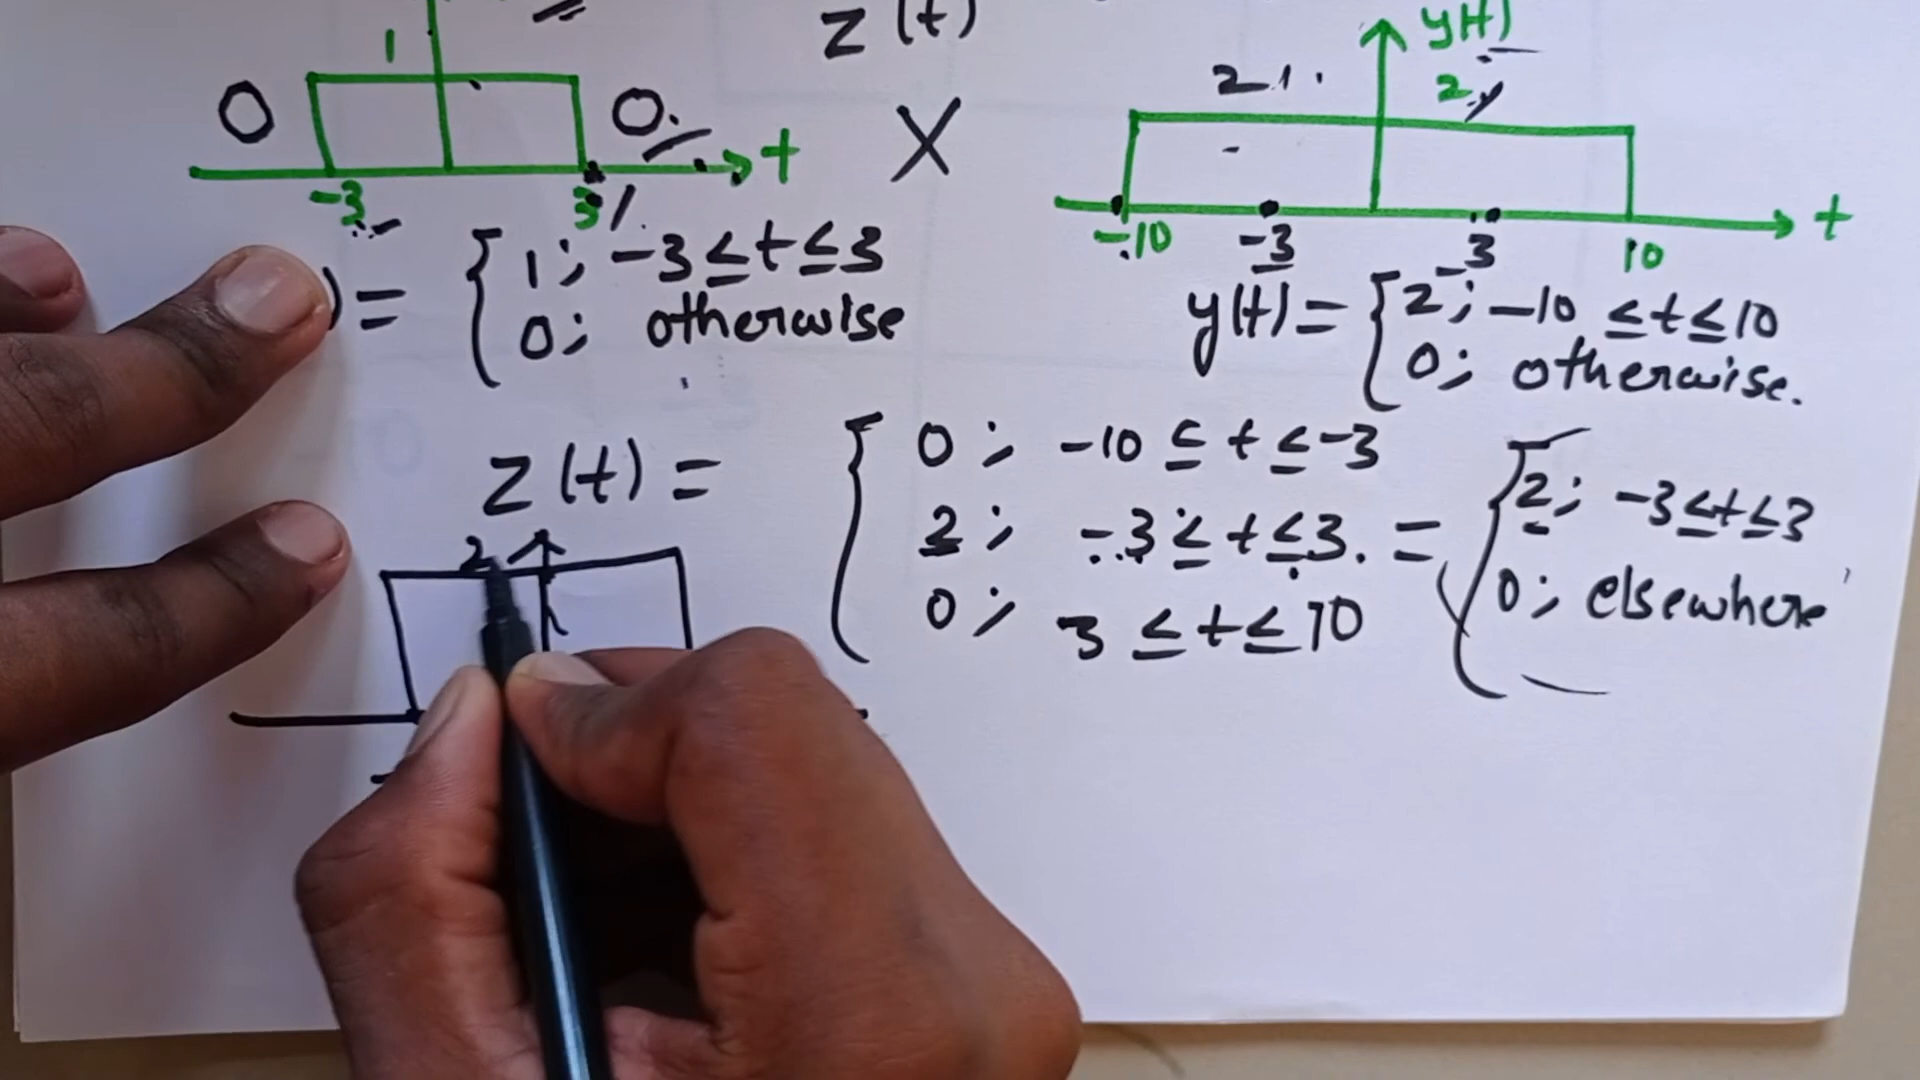 z(t)
1
0
0.
-3
3
t
X
y(t)
2
2
-10
-3
3
10
t
) = { 1; -3 ≤ t ≤ 3
0; otherwise
y(t) = { 2; -10 ≤ t ≤ 10
0; otherwise.
z(t) = { 0; -10 ≤ t ≤ -3
2; -3 ≤ t ≤ 3.
0; 3 ≤ t ≤ 10
= { 2; -3 ≤ t ≤ 3
0; elsewhere
2